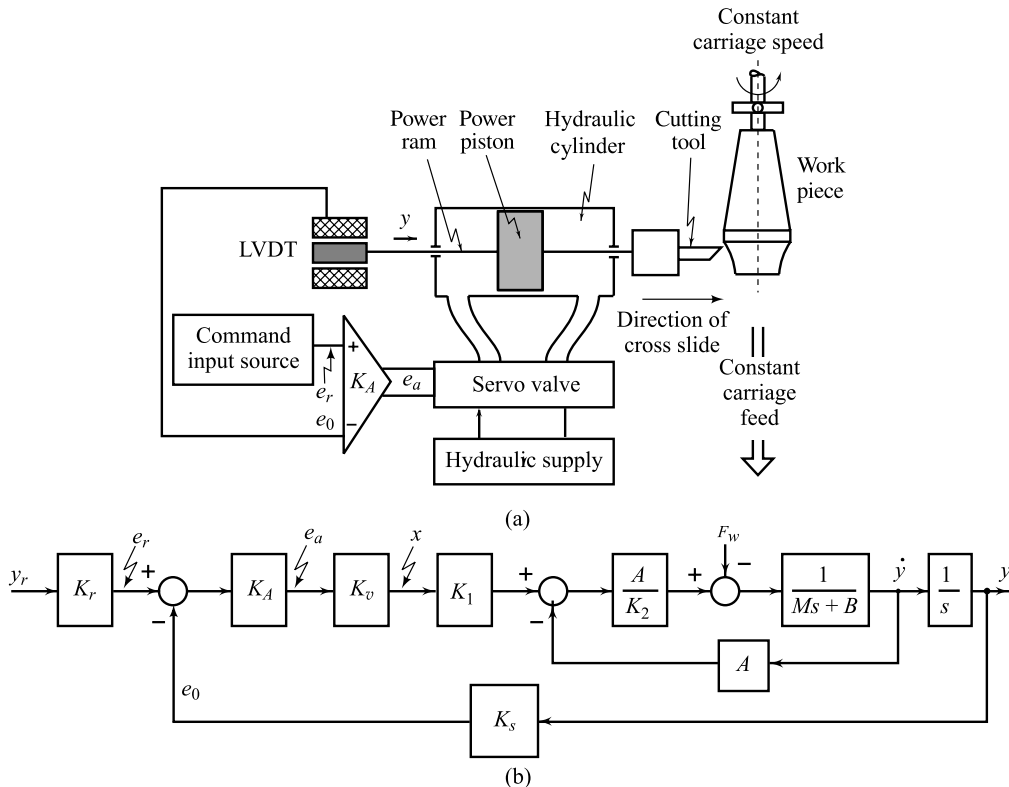 Constant
carriage speed
Power
ram
Power
piston
Hydraulic
cylinder
Cutting
tool
Work
piece
y
LVDT
Direction of
cross slide
Command
input source
+
e_r
K_A
e_a
Servo valve
e_0
−
Constant
carriage
feed
Hydraulic supply
(a)
y_r
K_r
e_r
+
−
K_A
e_a
K_v
x
K_1
+
−
A
K_2
+
F_w
−
1
Ms + B
ẏ
1
s
y
A
e_0
K_s
(b)